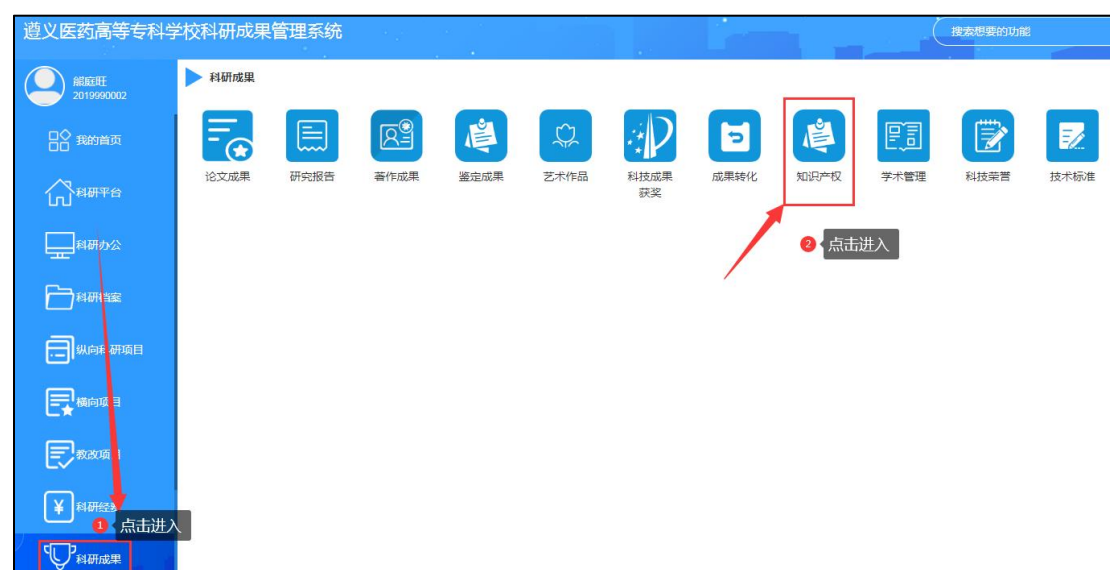 遵义医药高等专科学校科研成果管理系统
搜索想要的功能
熊庭旺
2019990002
科研成果
我的首页
科研平台
科研办公
科研档案
纵向科研项目
横向项目
教改项目
科研经费
科研成果
论文成果
研究报告
著作成果
鉴定成果
艺术作品
科技成果
获奖
成果转化
知识产权
学术管理
科技荣誉
技术标准
2 点击进入
1 点击进入